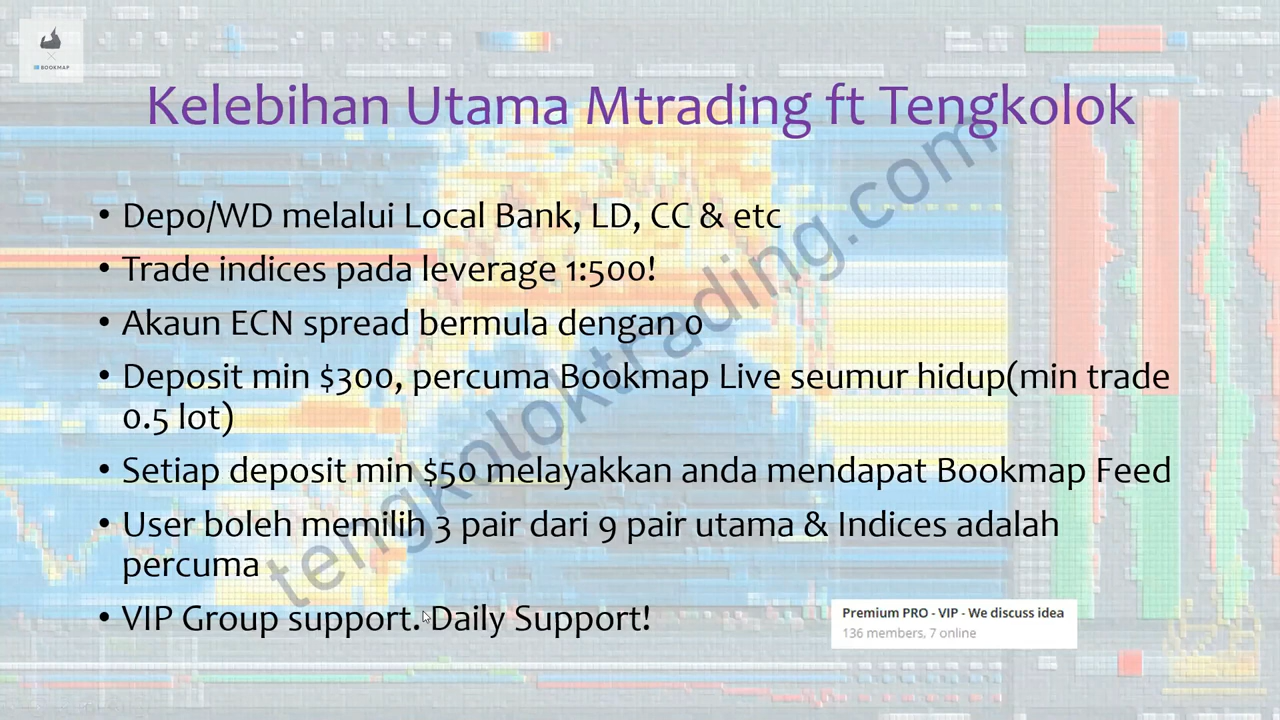 BOOKMAP
Kelebihan Utama Mtrading ft Tengkolok
• Depo/WD melalui Local Bank, LD, CC & etc
• Trade indices pada leverage 1:500!
• Akaun ECN spread bermula dengan 0
• Deposit min $300, percuma Bookmap Live seumur hidup(min trade
0.5 lot)
• Setiap deposit min $50 melayakkan anda mendapat Bookmap Feed
• User boleh memilih 3 pair dari 9 pair utama & Indices adalah
percuma
• VIP Group support. Daily Support!
Premium PRO - VIP - We discuss idea
136 members, 7 online
tengkoloktrading.com